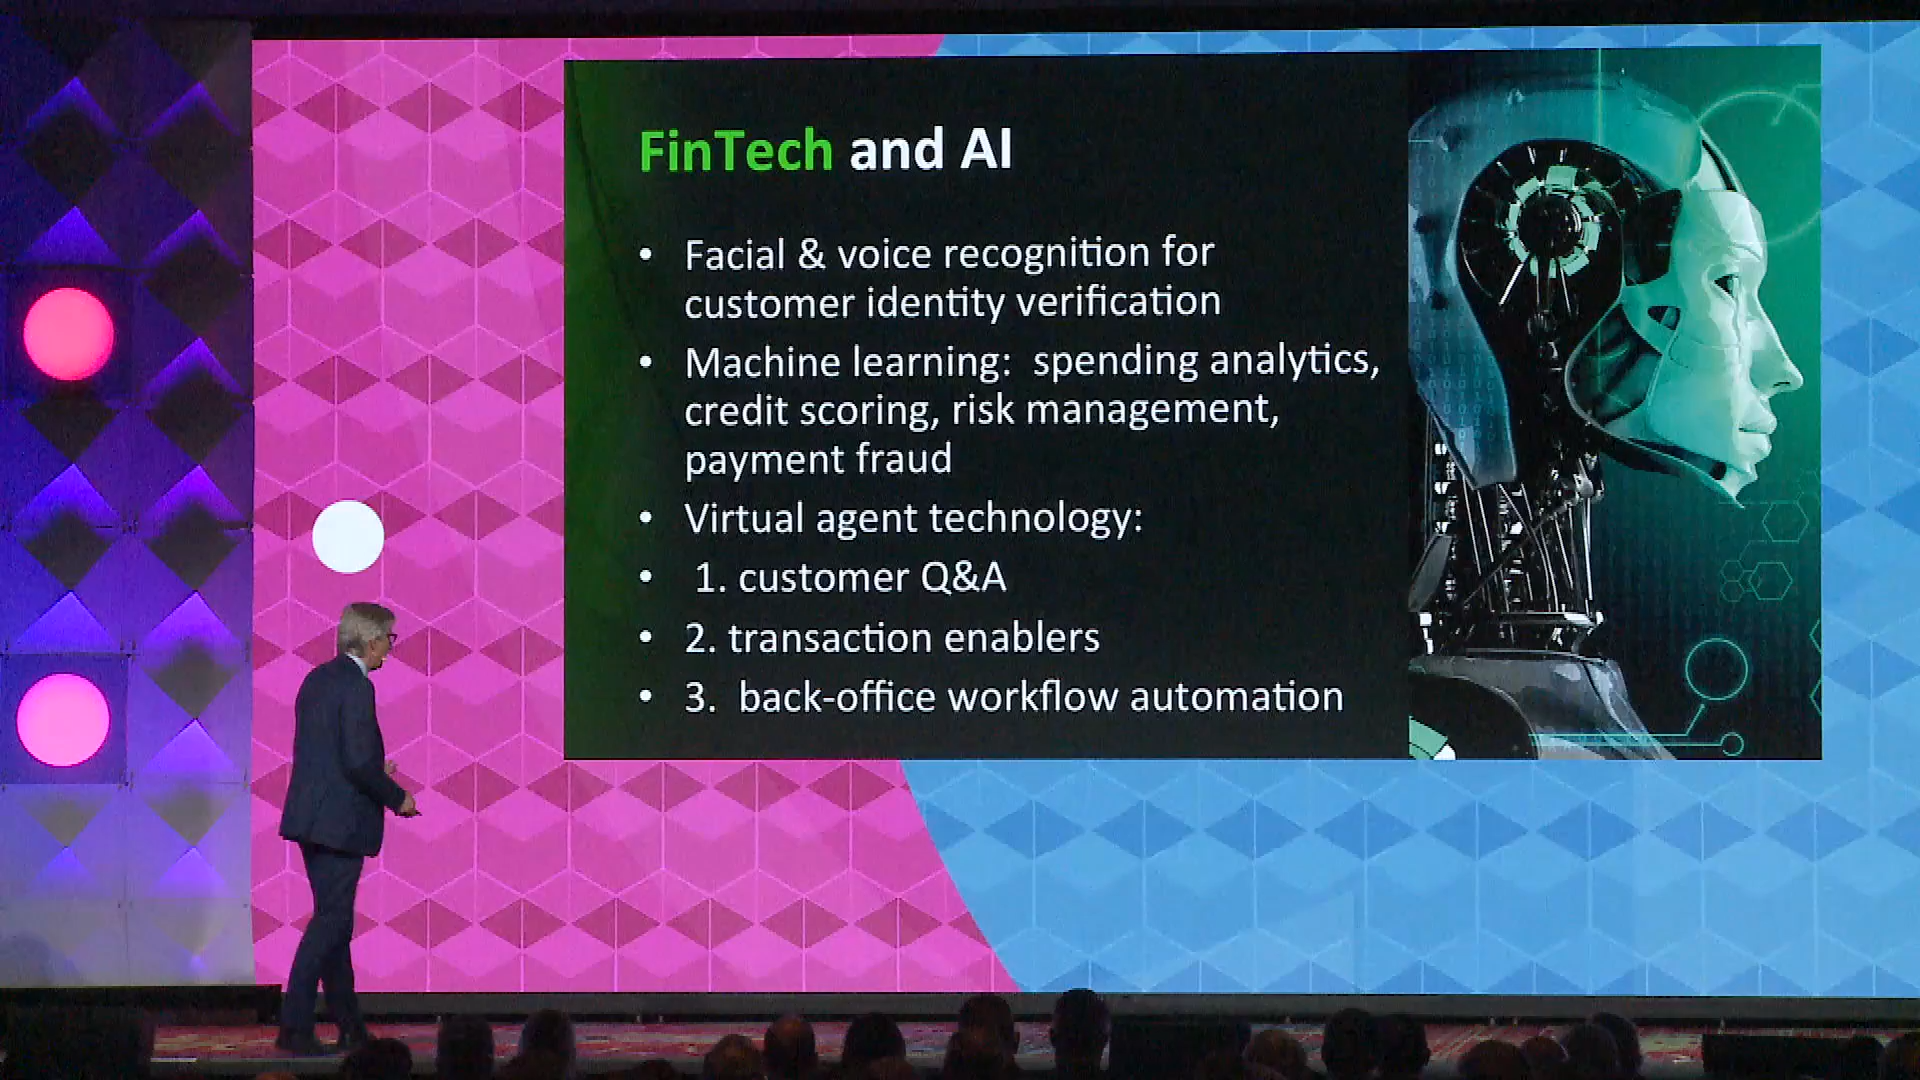 FinTech and AI
• Facial & voice recognition for
customer identity verification
• Machine learning:  spending analytics,
credit scoring, risk management,
payment fraud
• Virtual agent technology:
• 1. customer Q&A
• 2. transaction enablers
• 3.  back-office workflow automation